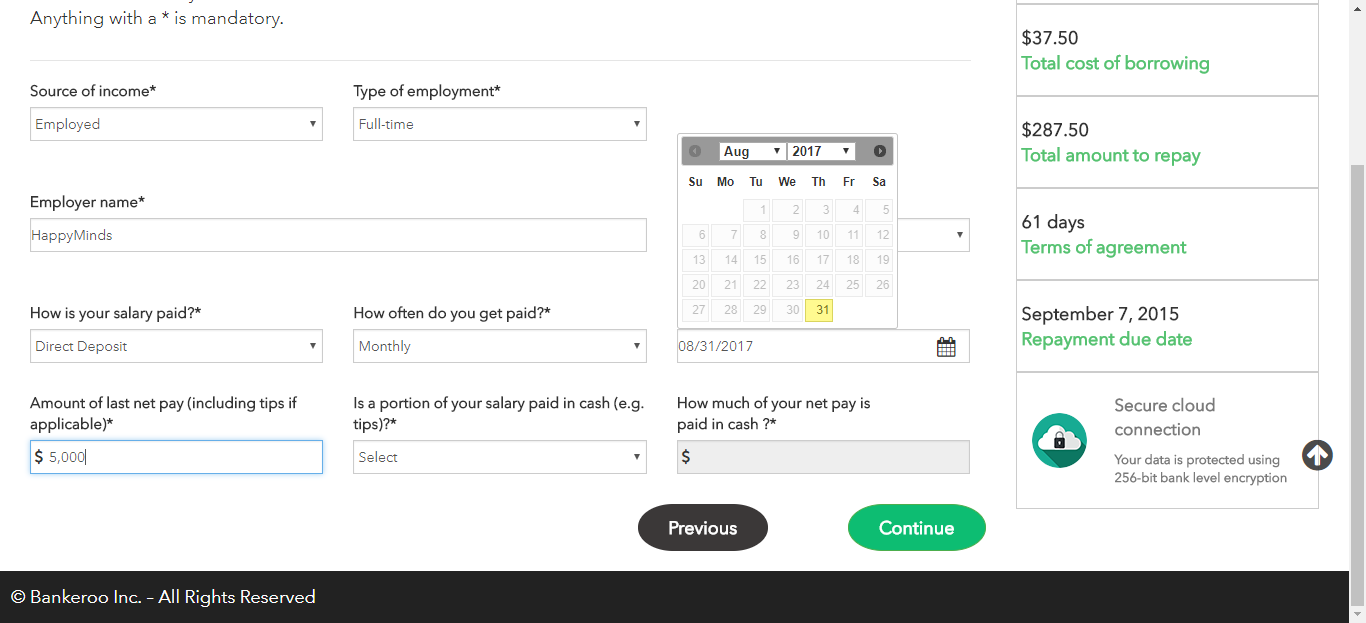 Anything with a * is mandatory.
Source of income*
Type of employment*
Employed
Full-time
Aug 2017
Su Mo Tu We Th Fr Sa
1 2 3 4 5
6 7 8 9 10 11 12
13 14 15 16 17 18 19
20 21 22 23 24 25 26
27 28 29 30 31
Employer name*
HappyMinds
How is your salary paid?*
How often do you get paid?*
Direct Deposit
Monthly
08/31/2017
Amount of last net pay (including tips if
applicable)*
Is a portion of your salary paid in cash (e.g.
tips)?*
How much of your net pay is
paid in cash ?*
$ 5,000
Select
$
Previous
Continue
$37.50
Total cost of borrowing
$287.50
Total amount to repay
61 days
Terms of agreement
September 7, 2015
Repayment due date
Secure cloud
connection
Your data is protected using
256-bit bank level encryption
© Bankeroo Inc. - All Rights Reserved